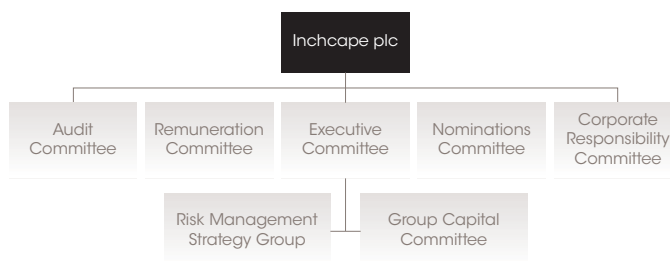 Inchcape plc
Audit
Committee
Remuneration
Committee
Executive
Committee
Nominations
Committee
Corporate
Responsibility
Committee
Risk Management
Strategy Group
Group Capital
Committee